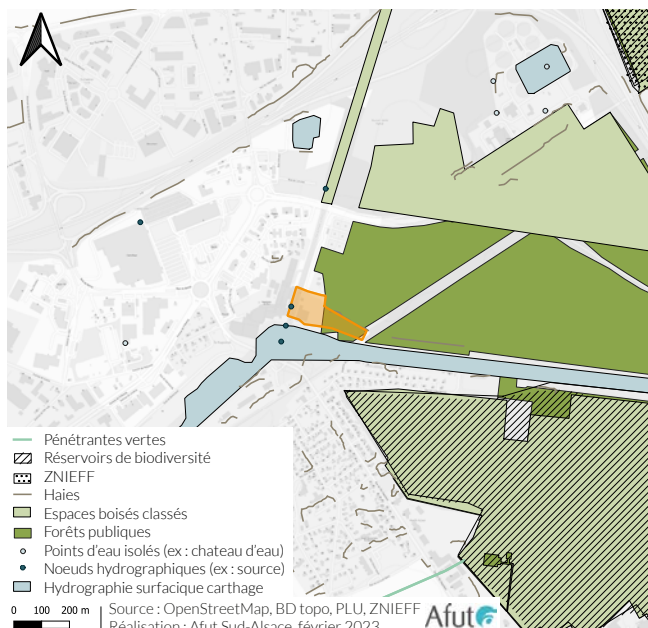 Pénétrantes vertes
Réservoirs de biodiversité
ZNIEFF
Haies
Espaces boisés classés
Forêts publiques
Points d'eau isolés (ex : chateau d'eau)
Noeuds hydrographiques (ex : source)
Hydrographie surfacique carthage
0 100 200 m
Source : OpenStreetMap, BD topo, PLU, ZNIEFF
Réalisation : Afut Sud-Alsace, février 2023
Afut